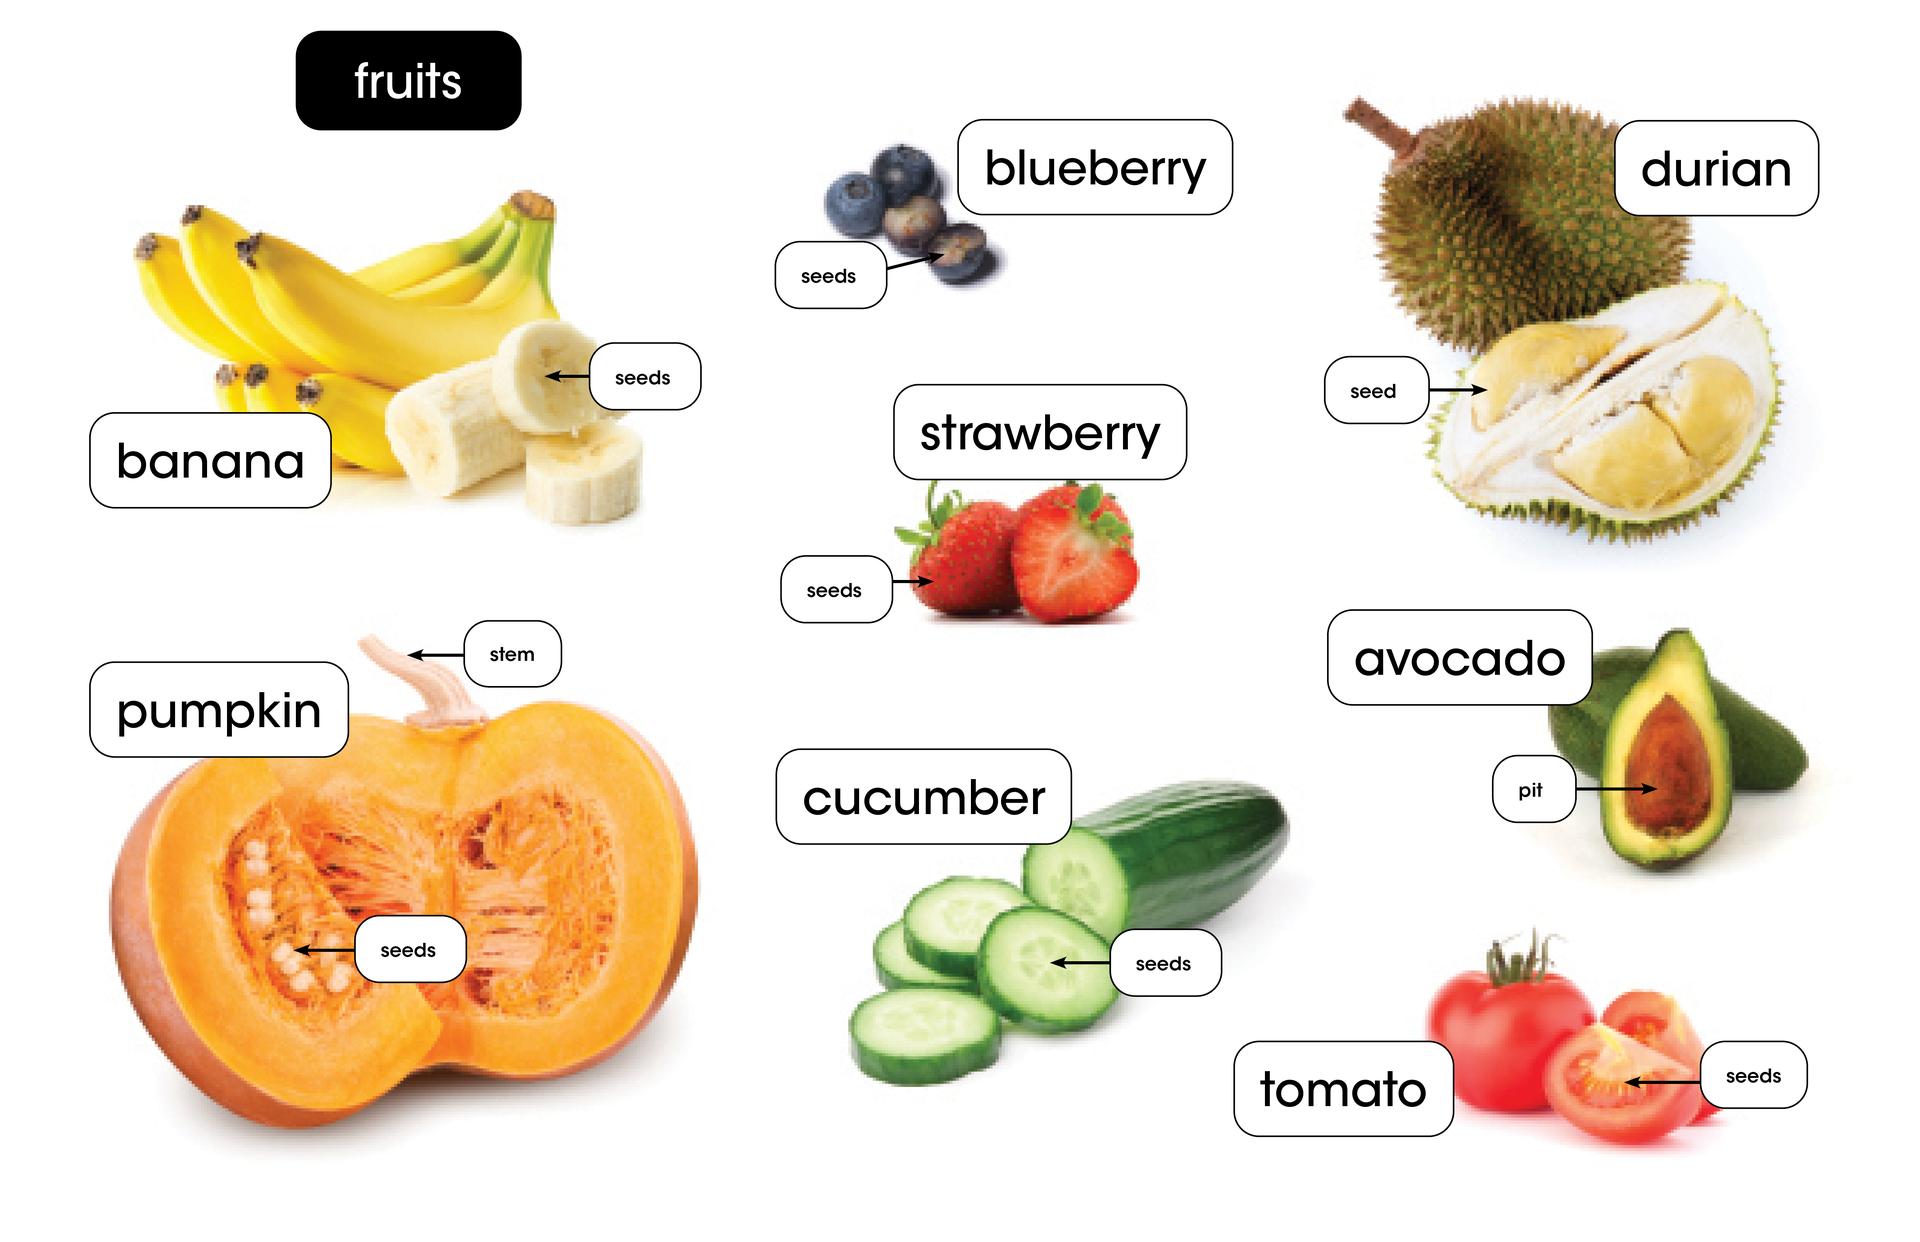 fruits
banana
seeds
blueberry
seeds
durian
seed
strawberry
seeds
pumpkin
stem
seeds
avocado
pit
cucumber
seeds
tomato
seeds